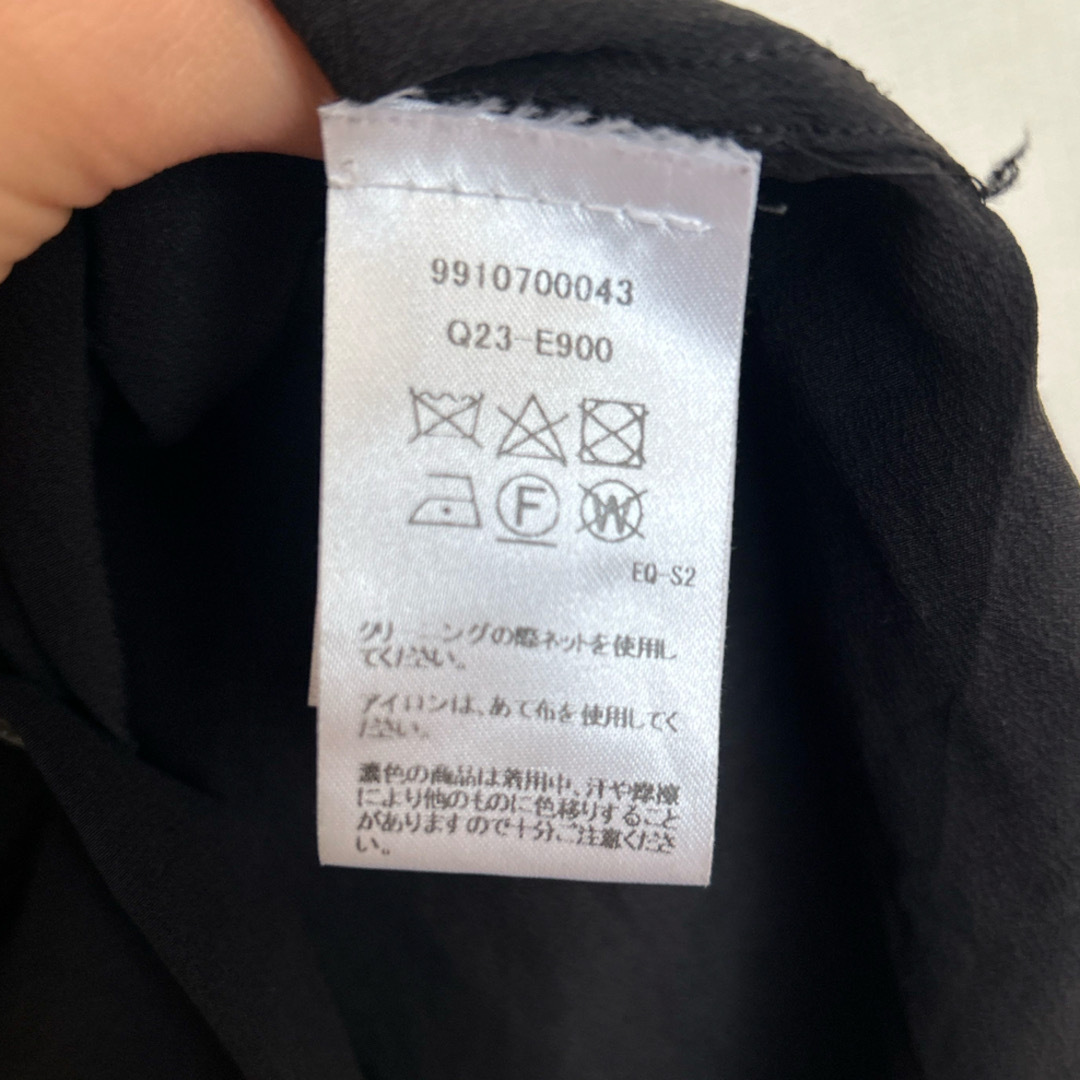 9910700043
Q23-E900
F
W
EQ-S2
クリーニングの際ネットを使用し
てください。
アイロンは、あて布を使用してく
ださい。
濃色の商品は着用中、汗や摩擦
により他のものに色移りすること
がありますので十分ご注意くださ
い。